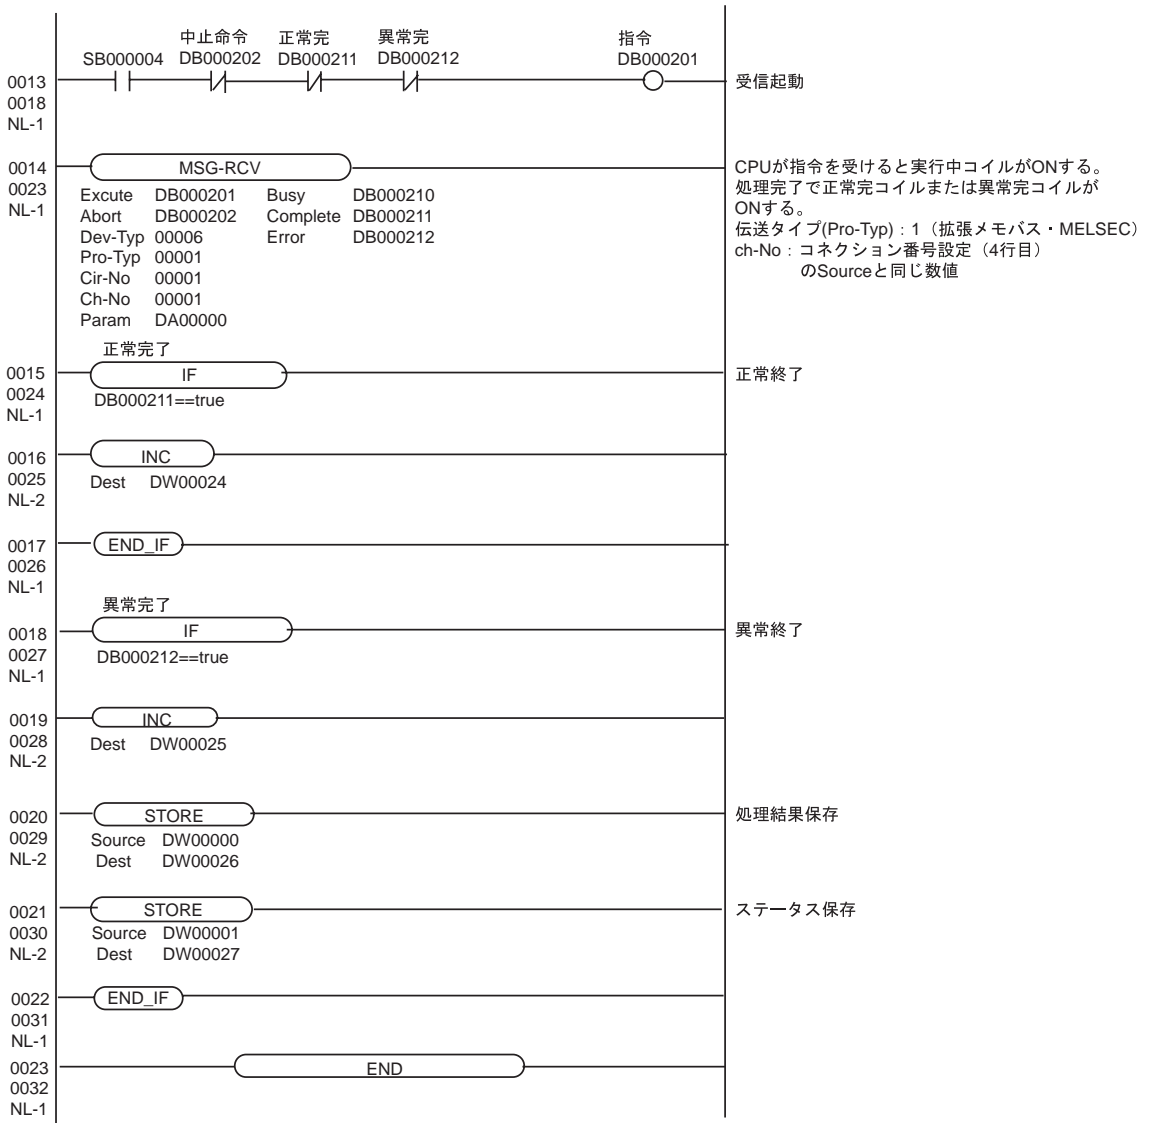 中止命令 正常完 異常完 指令
SB000004 DB000202 DB000211 DB000212 DB000201
0013 受信起動
0018
NL-1
0014 MSG-RCV CPUが指令を受けると実行中コイルがONする。
0023 Excute DB000201 Busy DB000210 処理完了で正常完コイルまたは異常完コイルが
NL-1 Abort DB000202 Complete DB000211 ONする。
Dev-Typ 00006 Error DB000212 伝送タイプ(Pro-Typ):1(拡張メモバス・MELSEC)
Pro-Typ 00001 ch-No:コネクション番号設定(4行目)
Cir-No 00001 のSourceと同じ数値
Ch-No 00001
Param DA00000
正常完了
0015 IF 正常終了
0024 DB000211==true
NL-1
0016 INC
0025 Dest DW00024
NL-2
0017 END_IF
0026
NL-1
異常完了
0018 IF 異常終了
0027 DB000212==true
NL-1
0019 INC
0028 Dest DW00025
NL-2
0020 STORE 処理結果保存
0029 Source DW00000
NL-2 Dest DW00026
0021 STORE ステータス保存
0030 Source DW00001
NL-2 Dest DW00027
0022 END_IF
0031
NL-1
0023 END
0032
NL-1